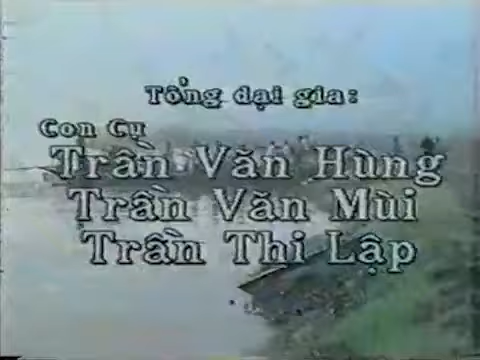 Tổng đại gia:
Con Cụ
Trần Văn Hùng
Trần Văn Mùi
Trần Thi Lập